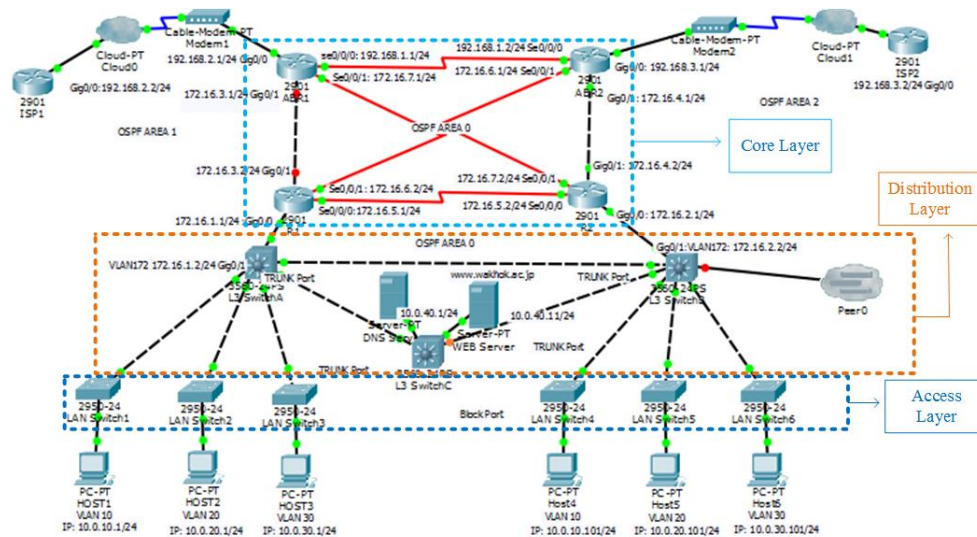 Cable-Modem-PT
Modem1
Cloud-PT
Cloud0
192.168.2.1/24 Gig0/0
2901
ISP1
Gig0/0:192.168.2.2/24
OSPF AREA 1
se0/0/0: 192.168.1.1/24
192.168.1.2/24 Se0/0/0
Se0/0/1: 172.16.7.1/24
172.16.6.1/24 Se0/0/1
2901
ABR1
172.16.3.1/24 Gig0/1
2901
ABR2
Gig0/0: 192.168.3.1/24
Gig0/1: 172.16.4.1/24
Cable-Modem-PT
Modem2
Cloud-PT
Cloud1
2901
ISP2
192.168.3.2/24 Gig0/0
OSPF AREA 2
OSPF AREA 0
Core Layer
172.16.3.2/24 Gig0/1
Se0/0/1: 172.16.6.2/24
Se0/0/0: 172.16.5.1/24
172.16.7.2/24 Se0/0/1
172.16.5.2/24 Se0/0/0
Gig0/1: 172.16.4.2/24
2901
R1
172.16.1.1/24 Gig0/0
2901
R2
Gig0/0: 172.16.2.1/24
Distribution
Layer
OSPF AREA 0
Gg0/1:VLAN172: 172.16.2.2/24
VLAN172 172.16.1.2/24 Gg0/1
TRUNK Port
3560-24PS
L3 SwitchA
www.wakhok.ac.jp
TRUNK Port
3560-24PS
Peer0
10.0.40.1/24
10.0.40.11/24
Server-PT
Server-PT
WEB Server
L3 SwitchC
TRUNK Port
TRUNK Port
2950-24
LAN Switch1
2950-24
LAN Switch2
2950-24
LAN Switch3
Block Port
2950-24
LAN Switch4
2950-24
LAN Switch5
2950-24
LAN Switch6
Access
Layer
PC-PT
HOST1
VLAN 10
IP: 10.0.10.1/24
PC-PT
HOST2
VLAN 20
IP: 10.0.20.1/24
PC-PT
HOST3
VLAN 30
IP: 10.0.30.1/24
PC-PT
Host4
VLAN 10
IP: 10.0.10.101/24
PC-PT
Host5
VLAN 20
IP: 10.0.20.101/24
PC-PT
Host6
VLAN 30
IP: 10.0.30.101/24